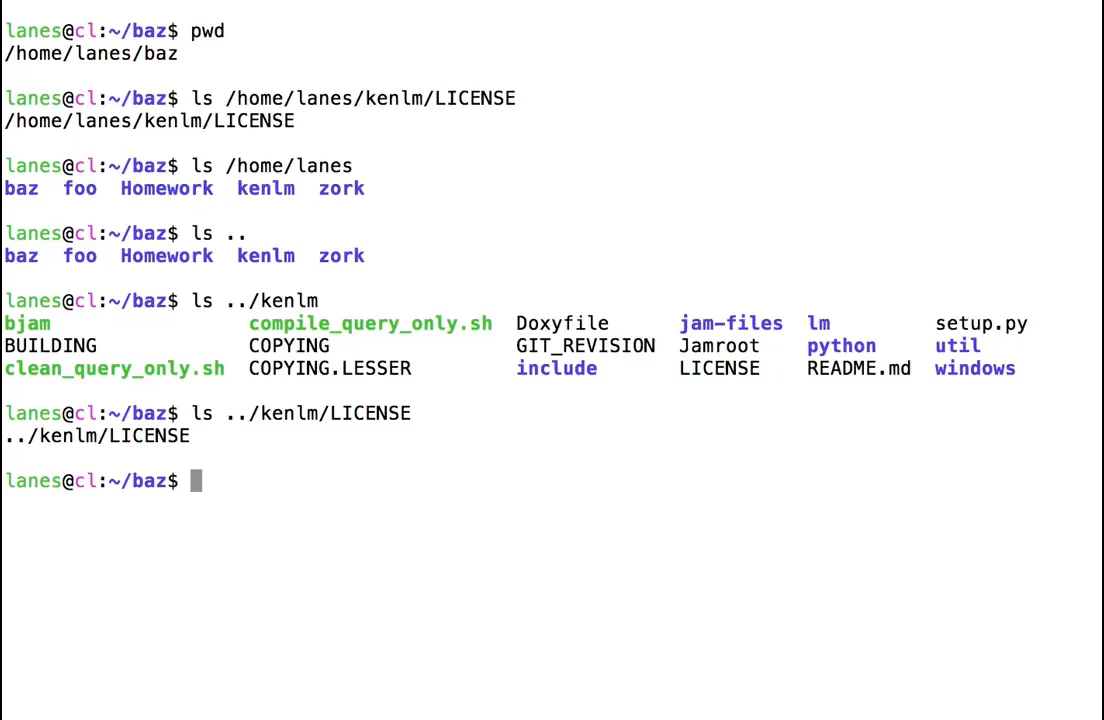 lanes@cl:~/baz$ pwd
/home/lanes/baz
lanes@cl:~/baz$ ls /home/lanes/kenlm/LICENSE
/home/lanes/kenlm/LICENSE
lanes@cl:~/baz$ ls /home/lanes
baz  foo  Homework  kenlm  zork
lanes@cl:~/baz$ ls ..
baz  foo  Homework  kenlm  zork
lanes@cl:~/baz$ ls ../kenlm
bjam                 compile_query_only.sh  Doxyfile      jam-files  lm         setup.py
BUILDING             COPYING                GIT_REVISION  Jamroot    python     util
clean_query_only.sh  COPYING.LESSER         include       LICENSE    README.md  windows
lanes@cl:~/baz$ ls ../kenlm/LICENSE
../kenlm/LICENSE
lanes@cl:~/baz$